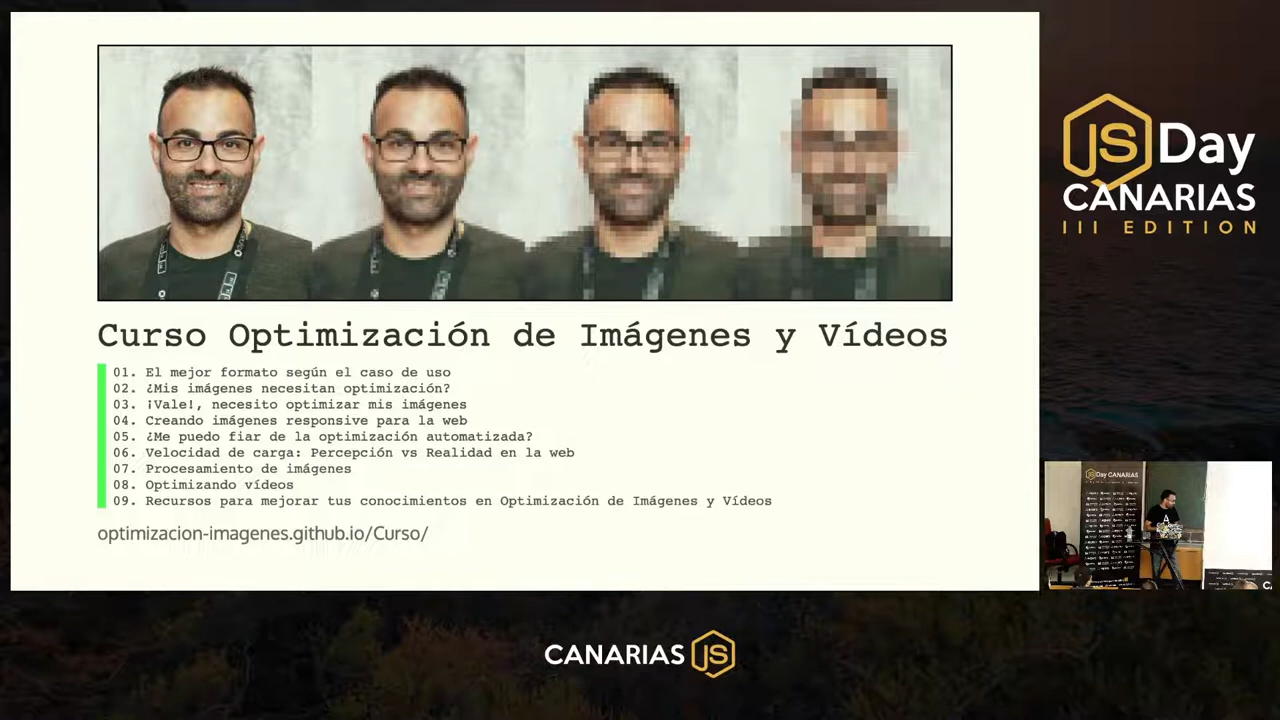 Curso Optimización de Imágenes y Vídeos
01. El mejor formato según el caso de uso
02. ¿Mis imágenes necesitan optimización?
03. ¡Vale!, necesito optimizar mis imágenes
04. Creando imágenes responsive para la web
05. ¿Me puedo fiar de la optimización automatizada?
06. Velocidad de carga: Percepción vs Realidad en la web
07. Procesamiento de imágenes
08. Optimizando vídeos
09. Recursos para mejorar tus conocimientos en Optimización de Imágenes y Vídeos
optimizacion-imagenes.github.io/Curso/
JS Day
CANARIAS
III EDITION
JS Day CANARIAS
CANARIAS JS